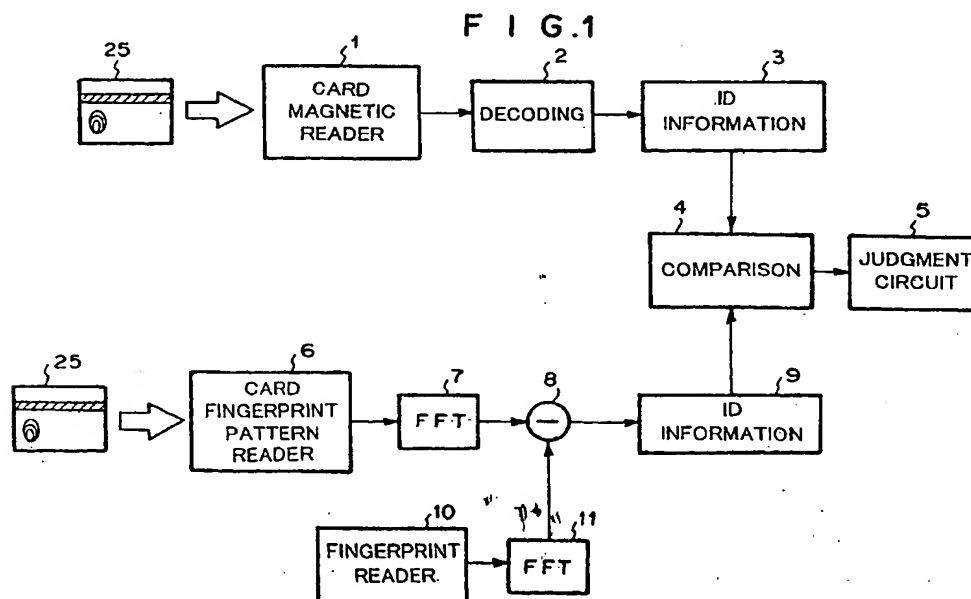 F I G.1
25
1
CARD
MAGNETIC
READER
2
DECODING
3
ID
INFORMATION
4
COMPARISON
5
JUDGMENT
CIRCUIT
25
6
CARD
FINGERPRINT
PATTERN
READER
7
FFT
8
−
9
ID
INFORMATION
10
FINGERPRINT
READER
11
FFT